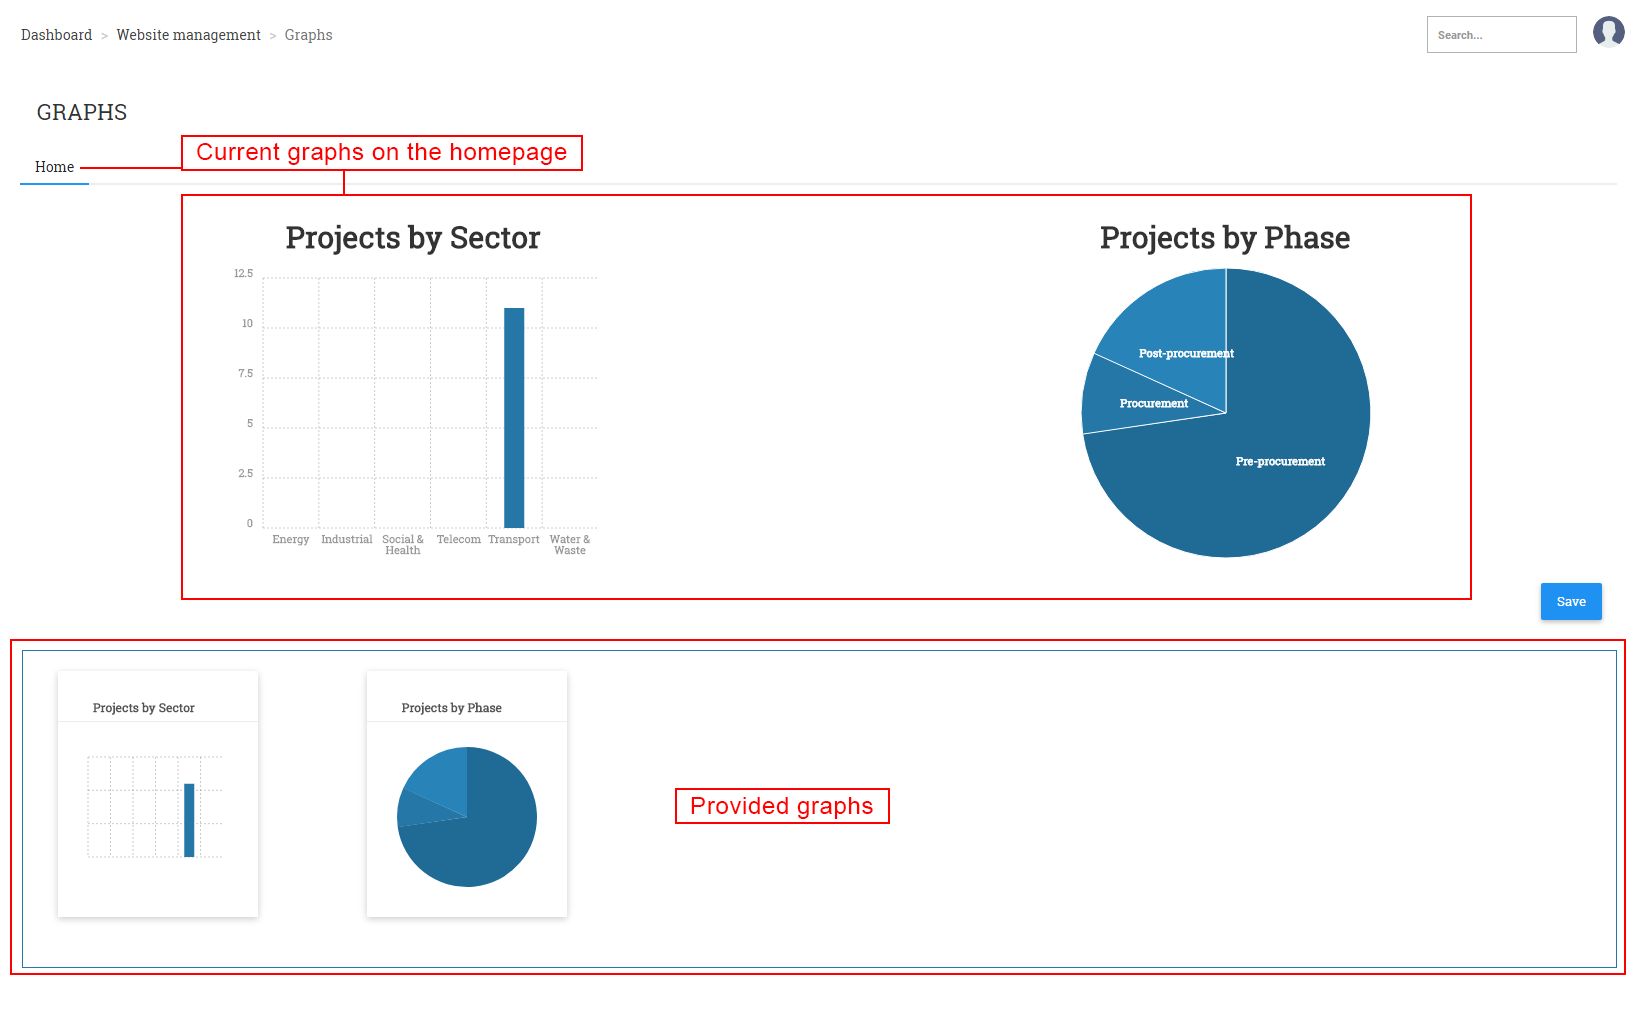 Dashboard > Website management > Graphs
Search...
GRAPHS
Home
Current graphs on the homepage
Projects by Sector
12.5
10
7.5
5
2.5
0
Energy
Industrial
Social &
Health
Telecom
Transport
Water &
Waste
Projects by Phase
Post-procurement
Procurement
Pre-procurement
Save
Projects by Sector
Projects by Phase
Provided graphs